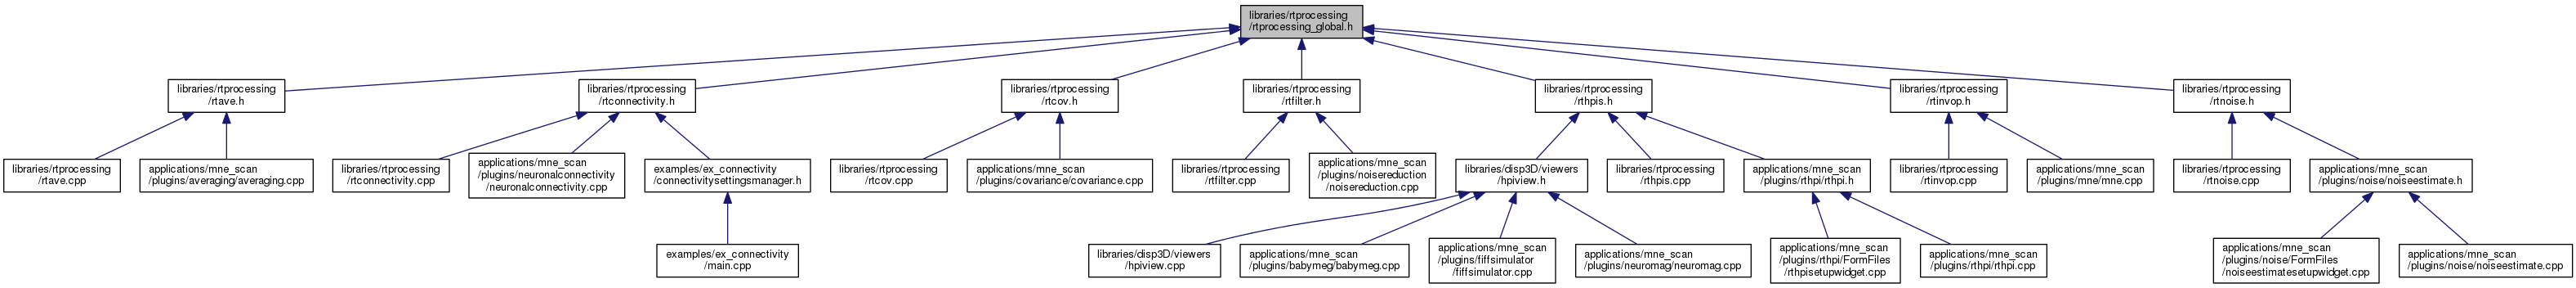 libraries/rtprocessing
/rtprocessing_global.h
libraries/rtprocessing
/rtave.h
libraries/rtprocessing
/rtconnectivity.h
libraries/rtprocessing
/rtcov.h
libraries/rtprocessing
/rtfilter.h
libraries/rtprocessing
/rthpis.h
libraries/rtprocessing
/rtinvop.h
libraries/rtprocessing
/rtnoise.h
libraries/rtprocessing
/rtave.cpp
applications/mne_scan
/plugins/averaging/averaging.cpp
libraries/rtprocessing
/rtconnectivity.cpp
applications/mne_scan
/plugins/neuronalconnectivity
/neuronalconnectivity.cpp
examples/ex_connectivity
/connectivitysettingsmanager.h
libraries/rtprocessing
/rtcov.cpp
applications/mne_scan
/plugins/covariance/covariance.cpp
libraries/rtprocessing
/rtfilter.cpp
applications/mne_scan
/plugins/noisereduction
/noisereduction.cpp
libraries/disp3D/viewers
/hpiview.h
libraries/rtprocessing
/rthpis.cpp
applications/mne_scan
/plugins/rthpi/rthpi.h
libraries/rtprocessing
/rtinvop.cpp
applications/mne_scan
/plugins/mne/mne.cpp
libraries/rtprocessing
/rtnoise.cpp
applications/mne_scan
/plugins/noise/noiseestimate.h
examples/ex_connectivity
/main.cpp
libraries/disp3D/viewers
/hpiview.cpp
applications/mne_scan
/plugins/babymeg/babymeg.cpp
applications/mne_scan
/plugins/fiffsimulator
/fiffsimulator.cpp
applications/mne_scan
/plugins/neuromag/neuromag.cpp
applications/mne_scan
/plugins/rthpi/FormFiles
/rthpisetupwidget.cpp
applications/mne_scan
/plugins/rthpi/rthpi.cpp
applications/mne_scan
/plugins/noise/FormFiles
/noiseestimatesetupwidget.cpp
applications/mne_scan
/plugins/noise/noiseestimate.cpp